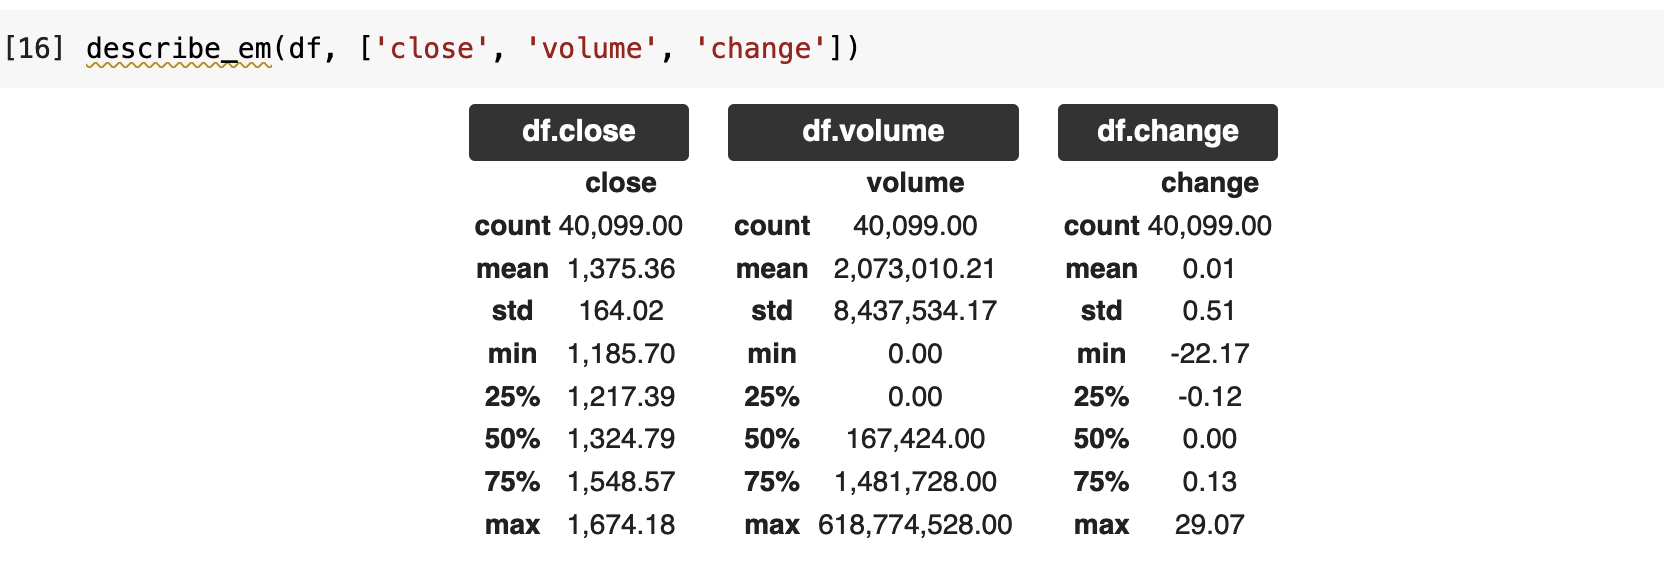 [16] describe_em(df, ['close', 'volume', 'change'])
df.close df.volume df.change
close volume change
count 40,099.00 count 40,099.00 count 40,099.00
mean 1,375.36 mean 2,073,010.21 mean 0.01
std 164.02 std 8,437,534.17 std 0.51
min 1,185.70 min 0.00 min -22.17
25% 1,217.39 25% 0.00 25% -0.12
50% 1,324.79 50% 167,424.00 50% 0.00
75% 1,548.57 75% 1,481,728.00 75% 0.13
max 1,674.18 max 618,774,528.00 max 29.07